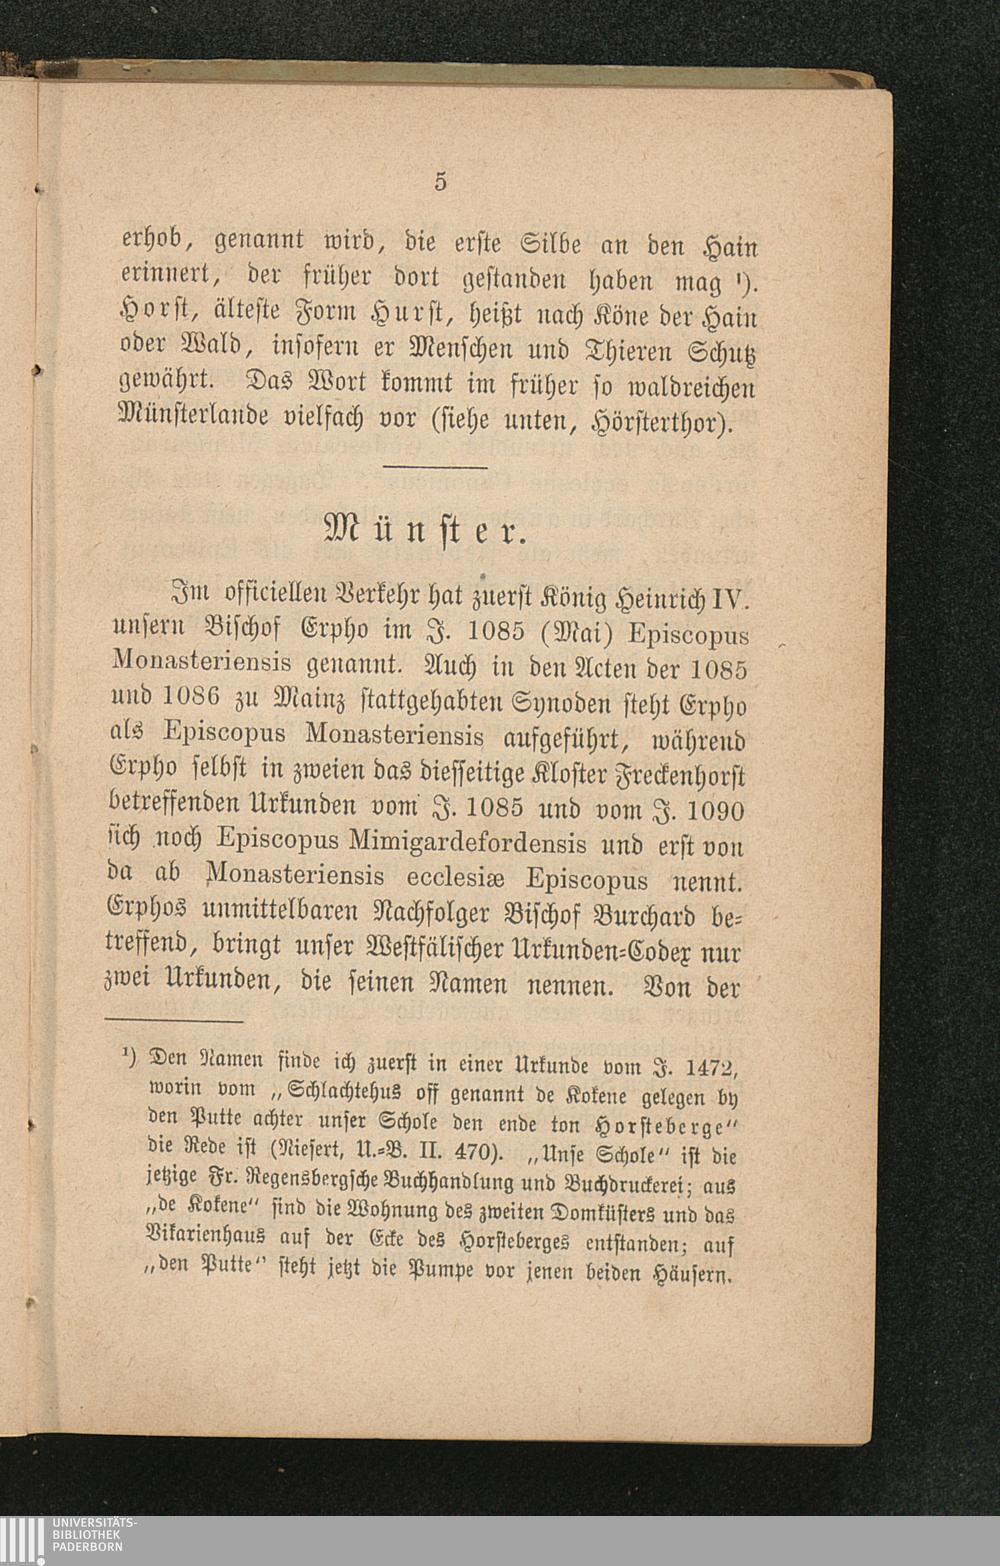 5
erhob, genannt wird, die erste Silbe an den Hain
erinnert, der früher dort gestanden haben mag ¹).
Horst, älteste Form Hurst, heißt nach Köne der Hain
oder Wald, insofern er Menschen und Thieren Schutz
gewährt. Das Wort kommt im früher so waldreichen
Münsterlande vielfach vor (siehe unten, Hörsterthor).
Münster.
Im officiellen Verkehr hat zuerst König Heinrich IV.
unsern Bischof Erpho im J. 1085 (Mai) Episcopus
Monasteriensis genannt. Auch in den Acten der 1085
und 1086 zu Mainz stattgehabten Synoden steht Erpho
als Episcopus Monasteriensis aufgeführt, während
Erpho selbst in zweien das diesseitige Kloster Freckenhorst
betreffenden Urkunden vom J. 1085 und vom J. 1090
sich noch Episcopus Mimigardefordensis und erst von
da ab Monasteriensis ecclesiæ Episcopus nennt.
Erphos unmittelbaren Nachfolger Bischof Burchard be-
treffend, bringt unser Westfälischer Urkunden-Codex nur
zwei Urkunden, die seinen Namen nennen. Von der
¹) Den Namen finde ich zuerst in einer Urkunde vom J. 1472,
worin vom „Schlachtehus off genannt de Kokene gelegen by
den Putte achter unser Schole den ende ton Horsteberge"
die Rede ist (Niesert, U.-B. II. 470). „Unse Schole" ist die
jetzige Fr. Regensbergsche Buchhandlung und Buchdruckerei; aus
„de Kokene" sind die Wohnung des zweiten Domküsters und das
Vikarienhaus auf der Ecke des Horsteberges entstanden; auf
„den Putte" steht jetzt die Pumpe vor jenen beiden Häusern.
UNIVERSITÄTS-
BIBLIOTHEK
PADERBORN